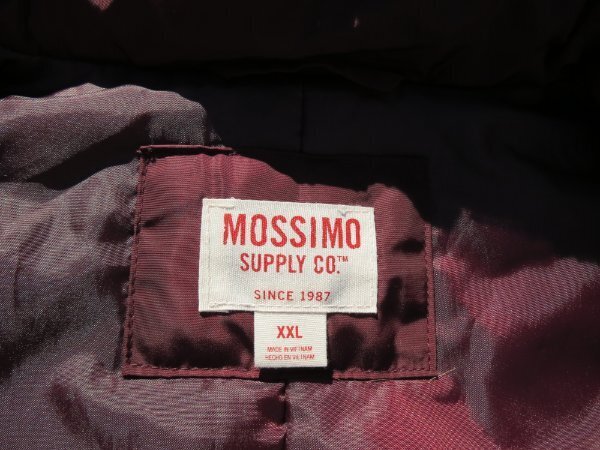 MOSSIMO
SUPPLY CO.™
SINCE 1987
XXL
MADE IN VIETNAM
HECHO EN VIETNAM